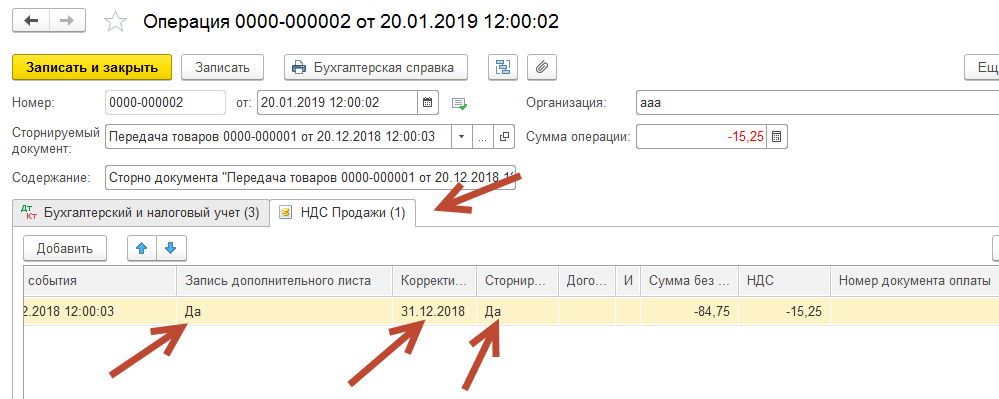 Операция 0000-000002 от 20.01.2019 12:00:02
Записать и закрыть Записать Бухгалтерская справка Ещ
Номер: 0000-000002 от: 20.01.2019 12:00:02 Организация: ааа
Сторнируемый документ: Передача товаров 0000-000001 от 20.12.2018 12:00:03 ... Сумма операции: -15,25
Содержание: Сторно документа "Передача товаров 0000-000001 от 20.12.2018 1
Дт Кт Бухгалтерский и налоговый учет (3) НДС Продажи (1)
Добавить
события Запись дополнительного листа Корректи... Сторнир... Дого... И Сумма без ... НДС Номер документа оплаты
2.2018 12:00:03 Да 31.12.2018 Да -84,75 -15,25